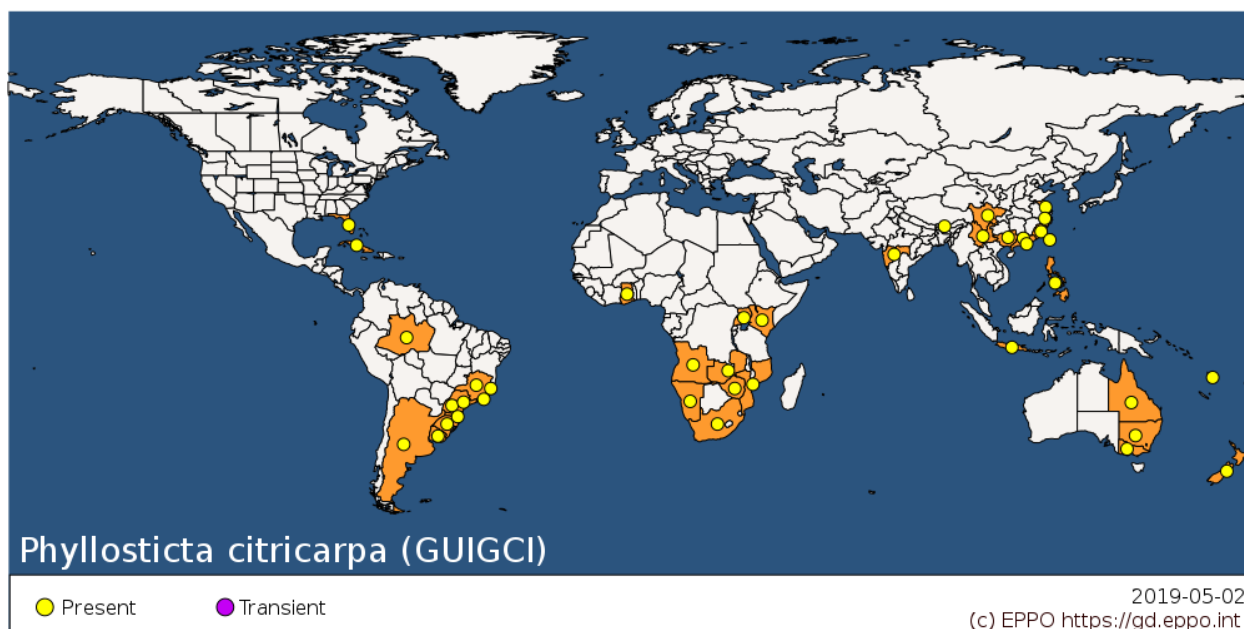 Phyllosticta citricarpa (GUIGCI)
Present
Transient
2019-05-02
(c) EPPO https://gd.eppo.int